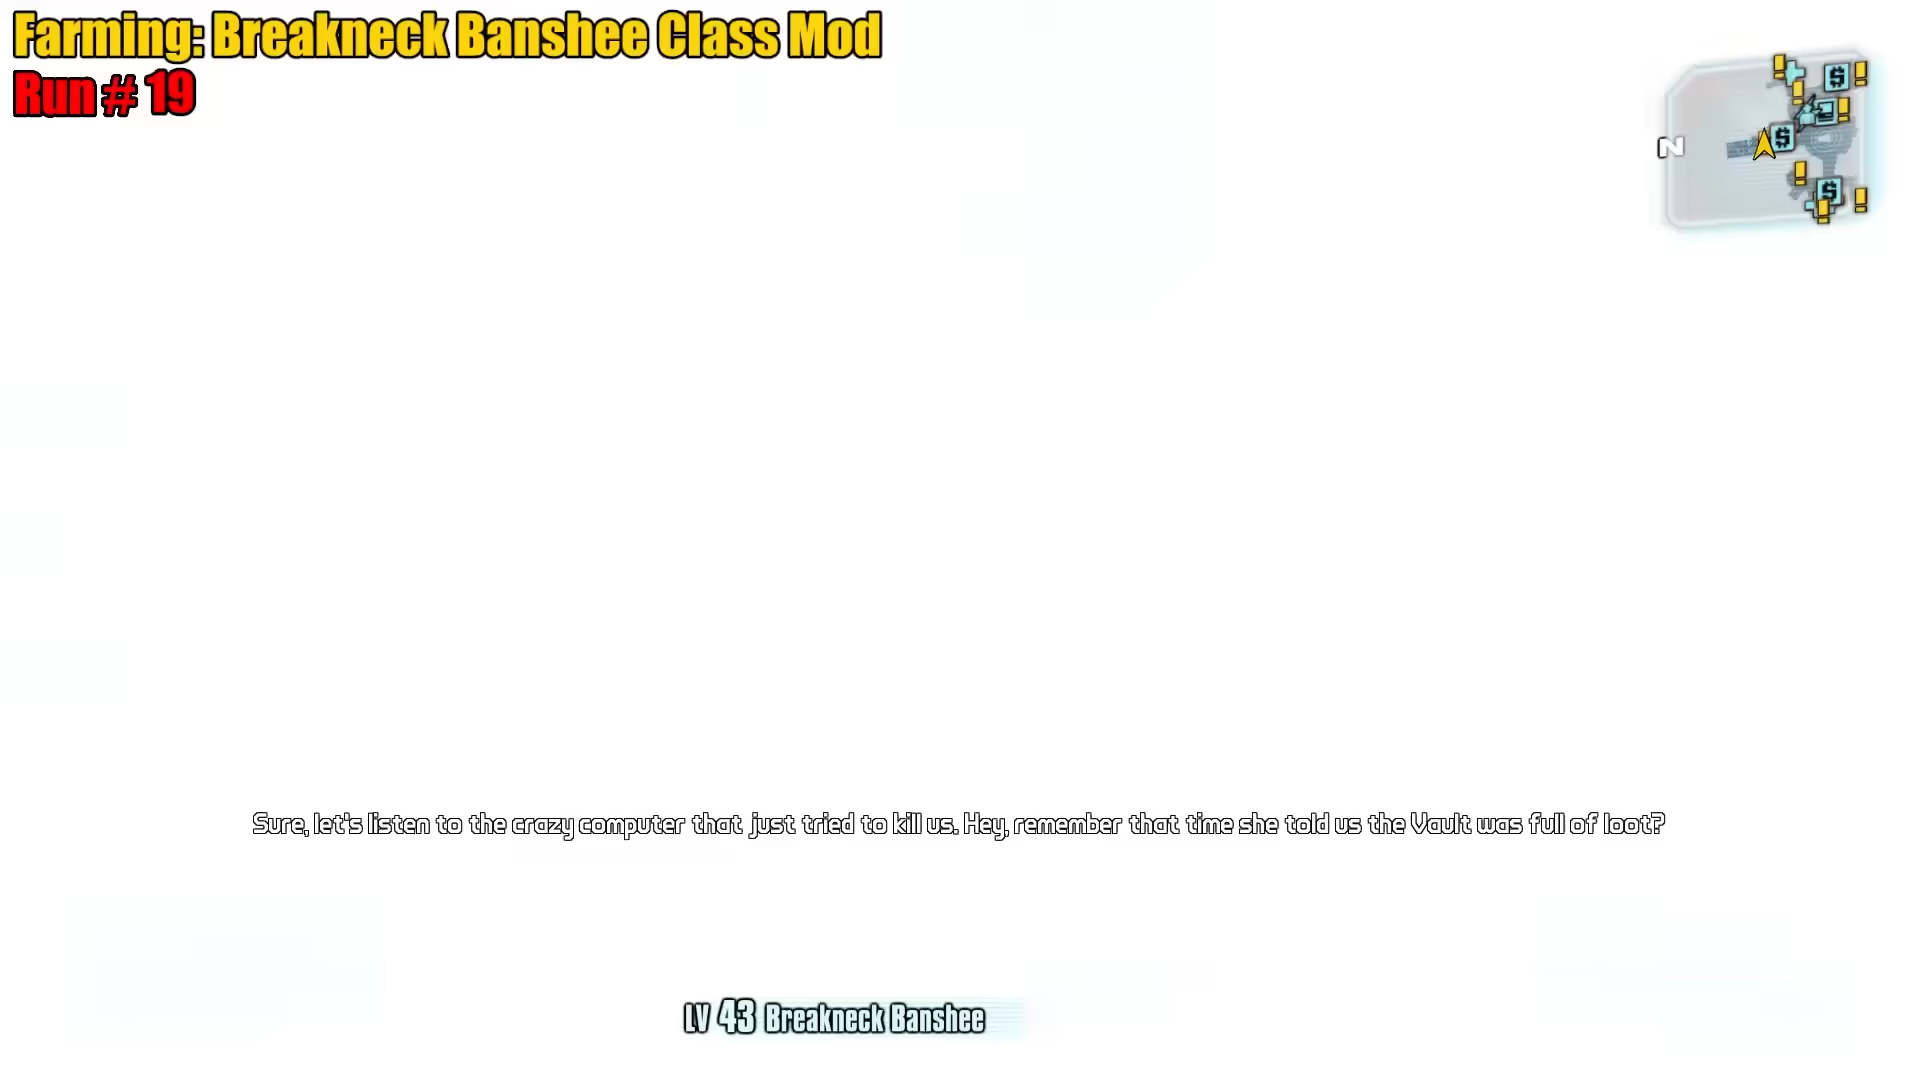 Farming: Breakneck Banshee Class Mod
Run # 19
$
N
$
$
Sure, let's listen to the crazy computer that just tried to kill us. Hey, remember that time she told us the Vault was full of loot?
LV 43 Breakneck Banshee